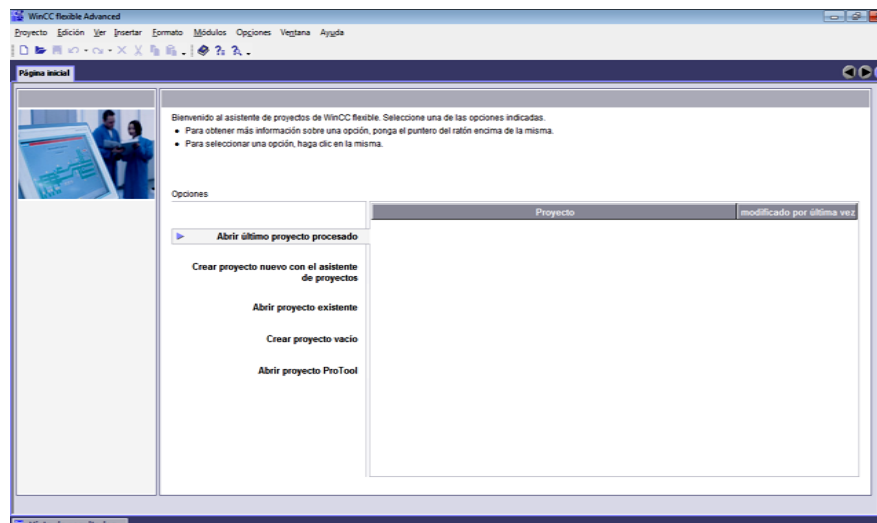 WinCC flexible Advanced
Proyecto Edición Ver Insertar Formato Módulos Opciones Ventana Ayuda
Página inicial
Bienvenido al asistente de proyectos de WinCC flexible. Seleccione una de las opciones indicadas.
• Para obtener más información sobre una opción, ponga el puntero del ratón encima de la misma.
• Para seleccionar una opción, haga clic en la misma.
Opciones
Proyecto modificado por última vez
Abrir último proyecto procesado
Crear proyecto nuevo con el asistente
de proyectos
Abrir proyecto existente
Crear proyecto vacío
Abrir proyecto ProTool